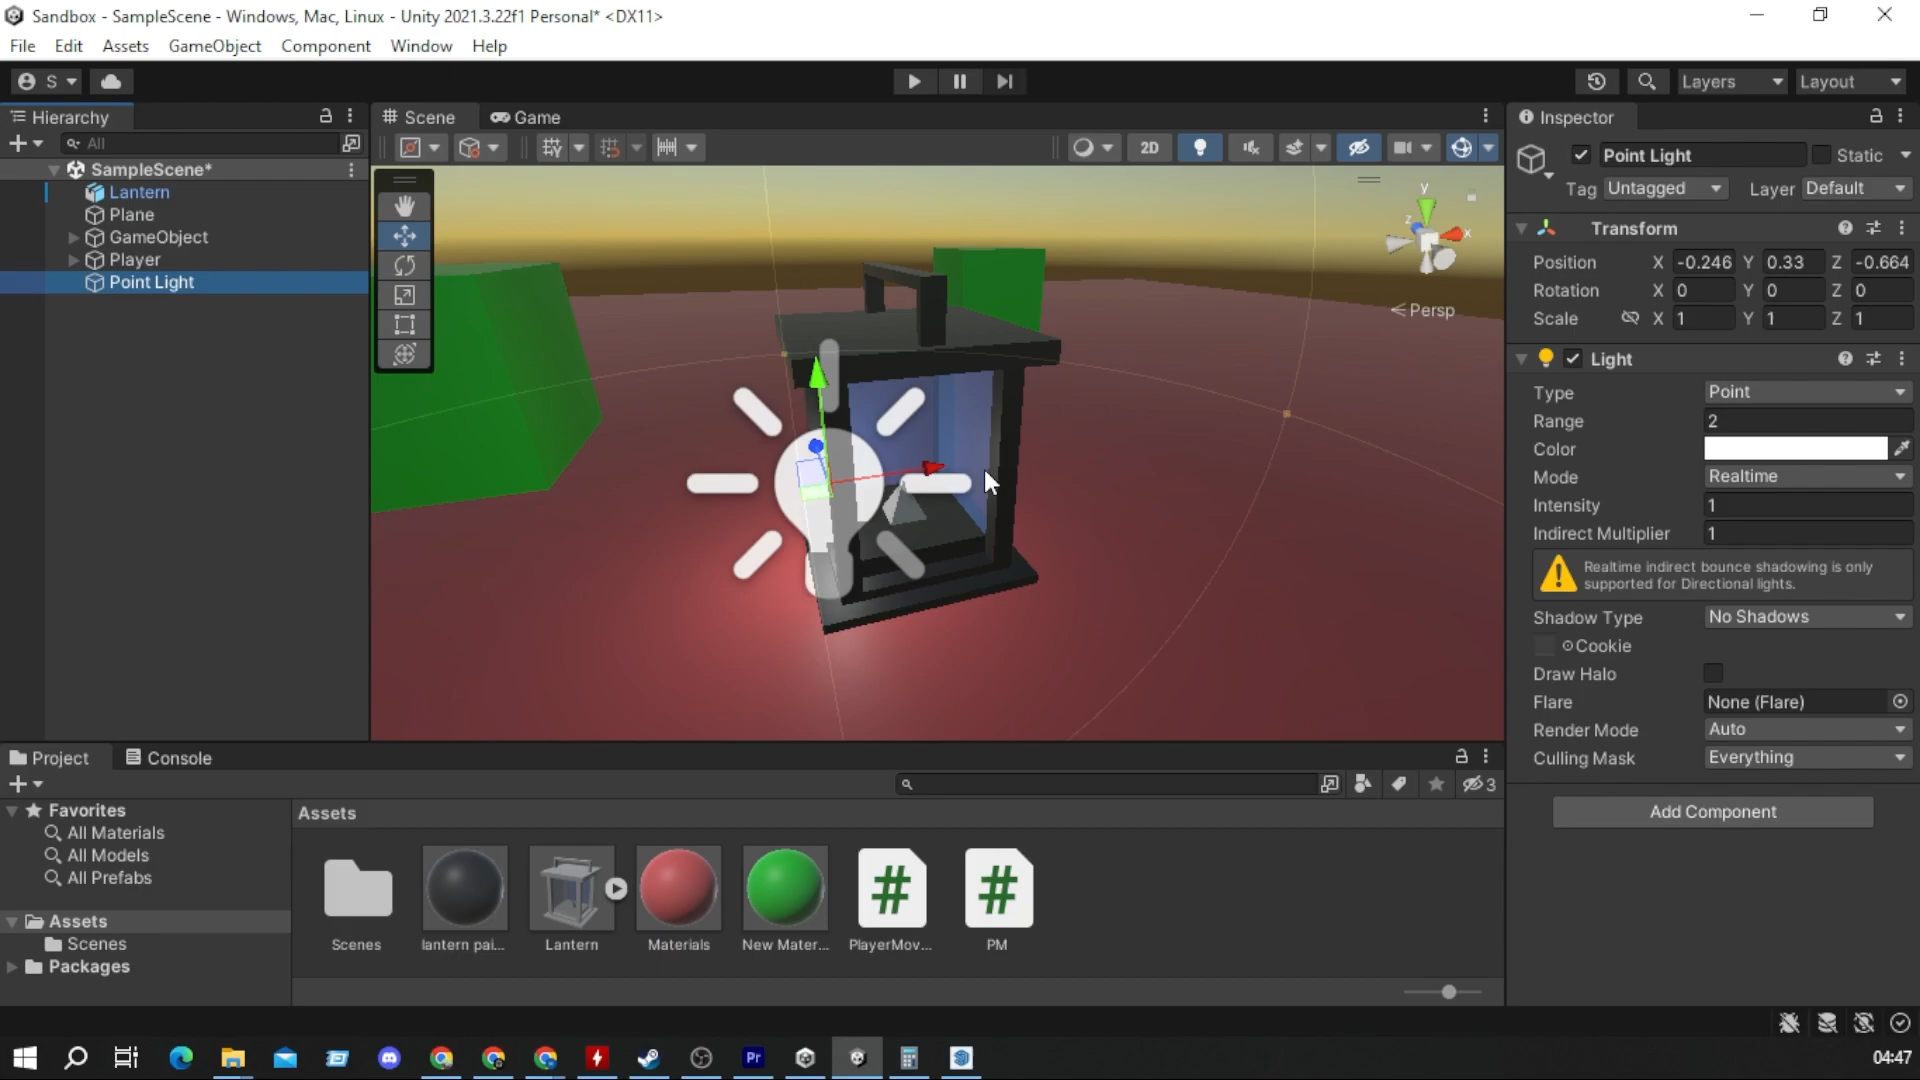 Sandbox - SampleScene - Windows, Mac, Linux - Unity 2021.3.22f1 Personal* <DX11>
File Edit Assets GameObject Component Window Help
S Layers Layout
Hierarchy
All
SampleScene*
Lantern
Plane
GameObject
Player
Point Light
Scene Game
2D
y
z x
Persp
Inspector
Point Light Static
Tag Untagged Layer Default
Transform
Position X -0.246 Y 0.33 Z -0.664
Rotation X 0 Y 0 Z 0
Scale X 1 Y 1 Z 1
Light
Type Point
Range 2
Color
Mode Realtime
Intensity 1
Indirect Multiplier 1
Realtime indirect bounce shadowing is only
supported for Directional lights.
Shadow Type No Shadows
Cookie
Draw Halo
Flare None (Flare)
Render Mode Auto
Culling Mask Everything
Add Component
Project Console
3
Favorites
All Materials
All Models
All Prefabs
Assets
Scenes
Packages
Assets
Scenes lantern pai... Lantern Materials New Mater... PlayerMov... PM
Pr
04:47